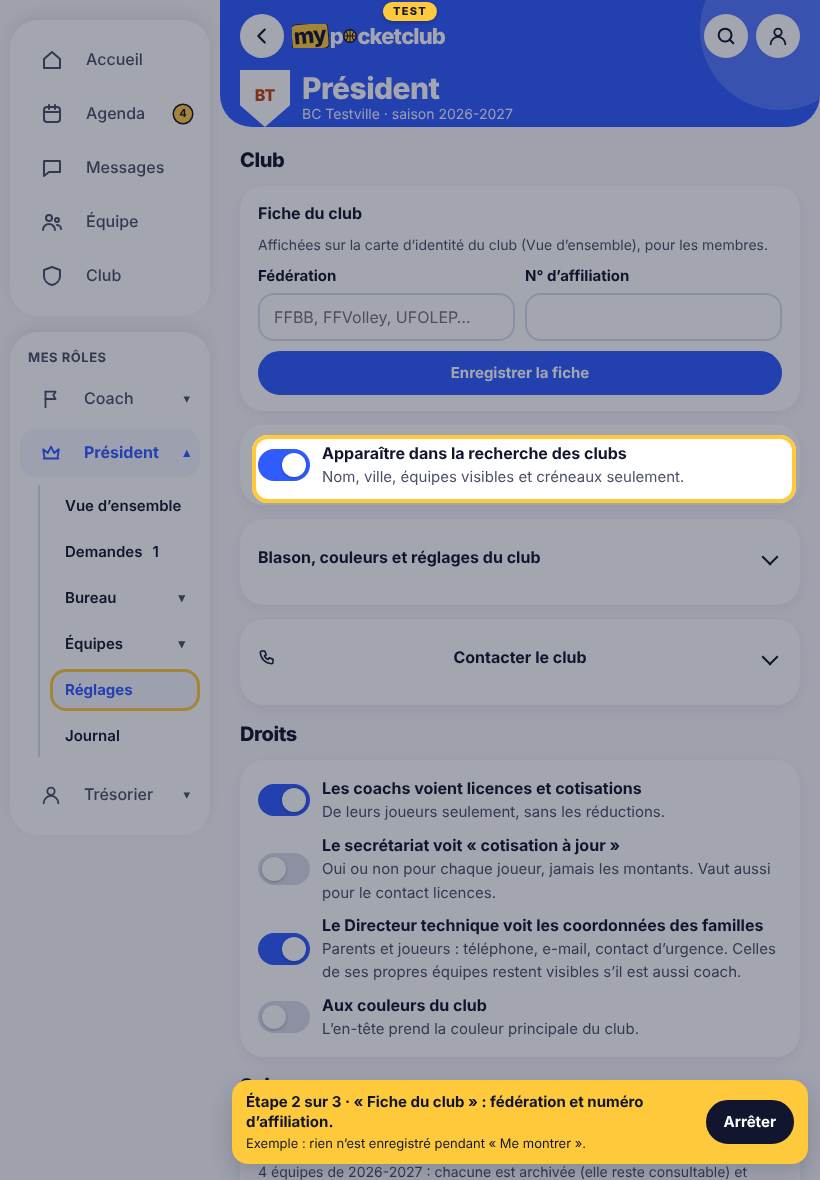 TEST
Accueil
Agenda 4
Messages
Équipe
Club
MES RÔLES
Coach ▾
Président ▴
Vue d’ensemble
Demandes 1
Bureau ▾
Équipes ▾
Réglages
Journal
Trésorier ▾
mypocketclub
BT
Président
BC Testville · saison 2026-2027
Club
Fiche du club
Affichées sur la carte d’identité du club (Vue d’ensemble), pour les membres.
Fédération N° d’affiliation
FFBB, FFVolley, UFOLEP…
Enregistrer la fiche
Apparaître dans la recherche des clubs
Nom, ville, équipes visibles et créneaux seulement.
Blason, couleurs et réglages du club
Contacter le club
Droits
Les coachs voient licences et cotisations
De leurs joueurs seulement, sans les réductions.
Le secrétariat voit « cotisation à jour »
Oui ou non pour chaque joueur, jamais les montants. Vaut aussi
pour le contact licences.
Le Directeur technique voit les coordonnées des familles
Parents et joueurs : téléphone, e-mail, contact d’urgence. Celles
de ses propres équipes restent visibles s’il est aussi coach.
Aux couleurs du club
L’en-tête prend la couleur principale du club.
Étape 2 sur 3 · « Fiche du club » : fédération et numéro
d’affiliation.
Exemple : rien n’est enregistré pendant « Me montrer ».
Arrêter
4 équipes de 2026-2027 : chacune est archivée (elle reste consultable) et